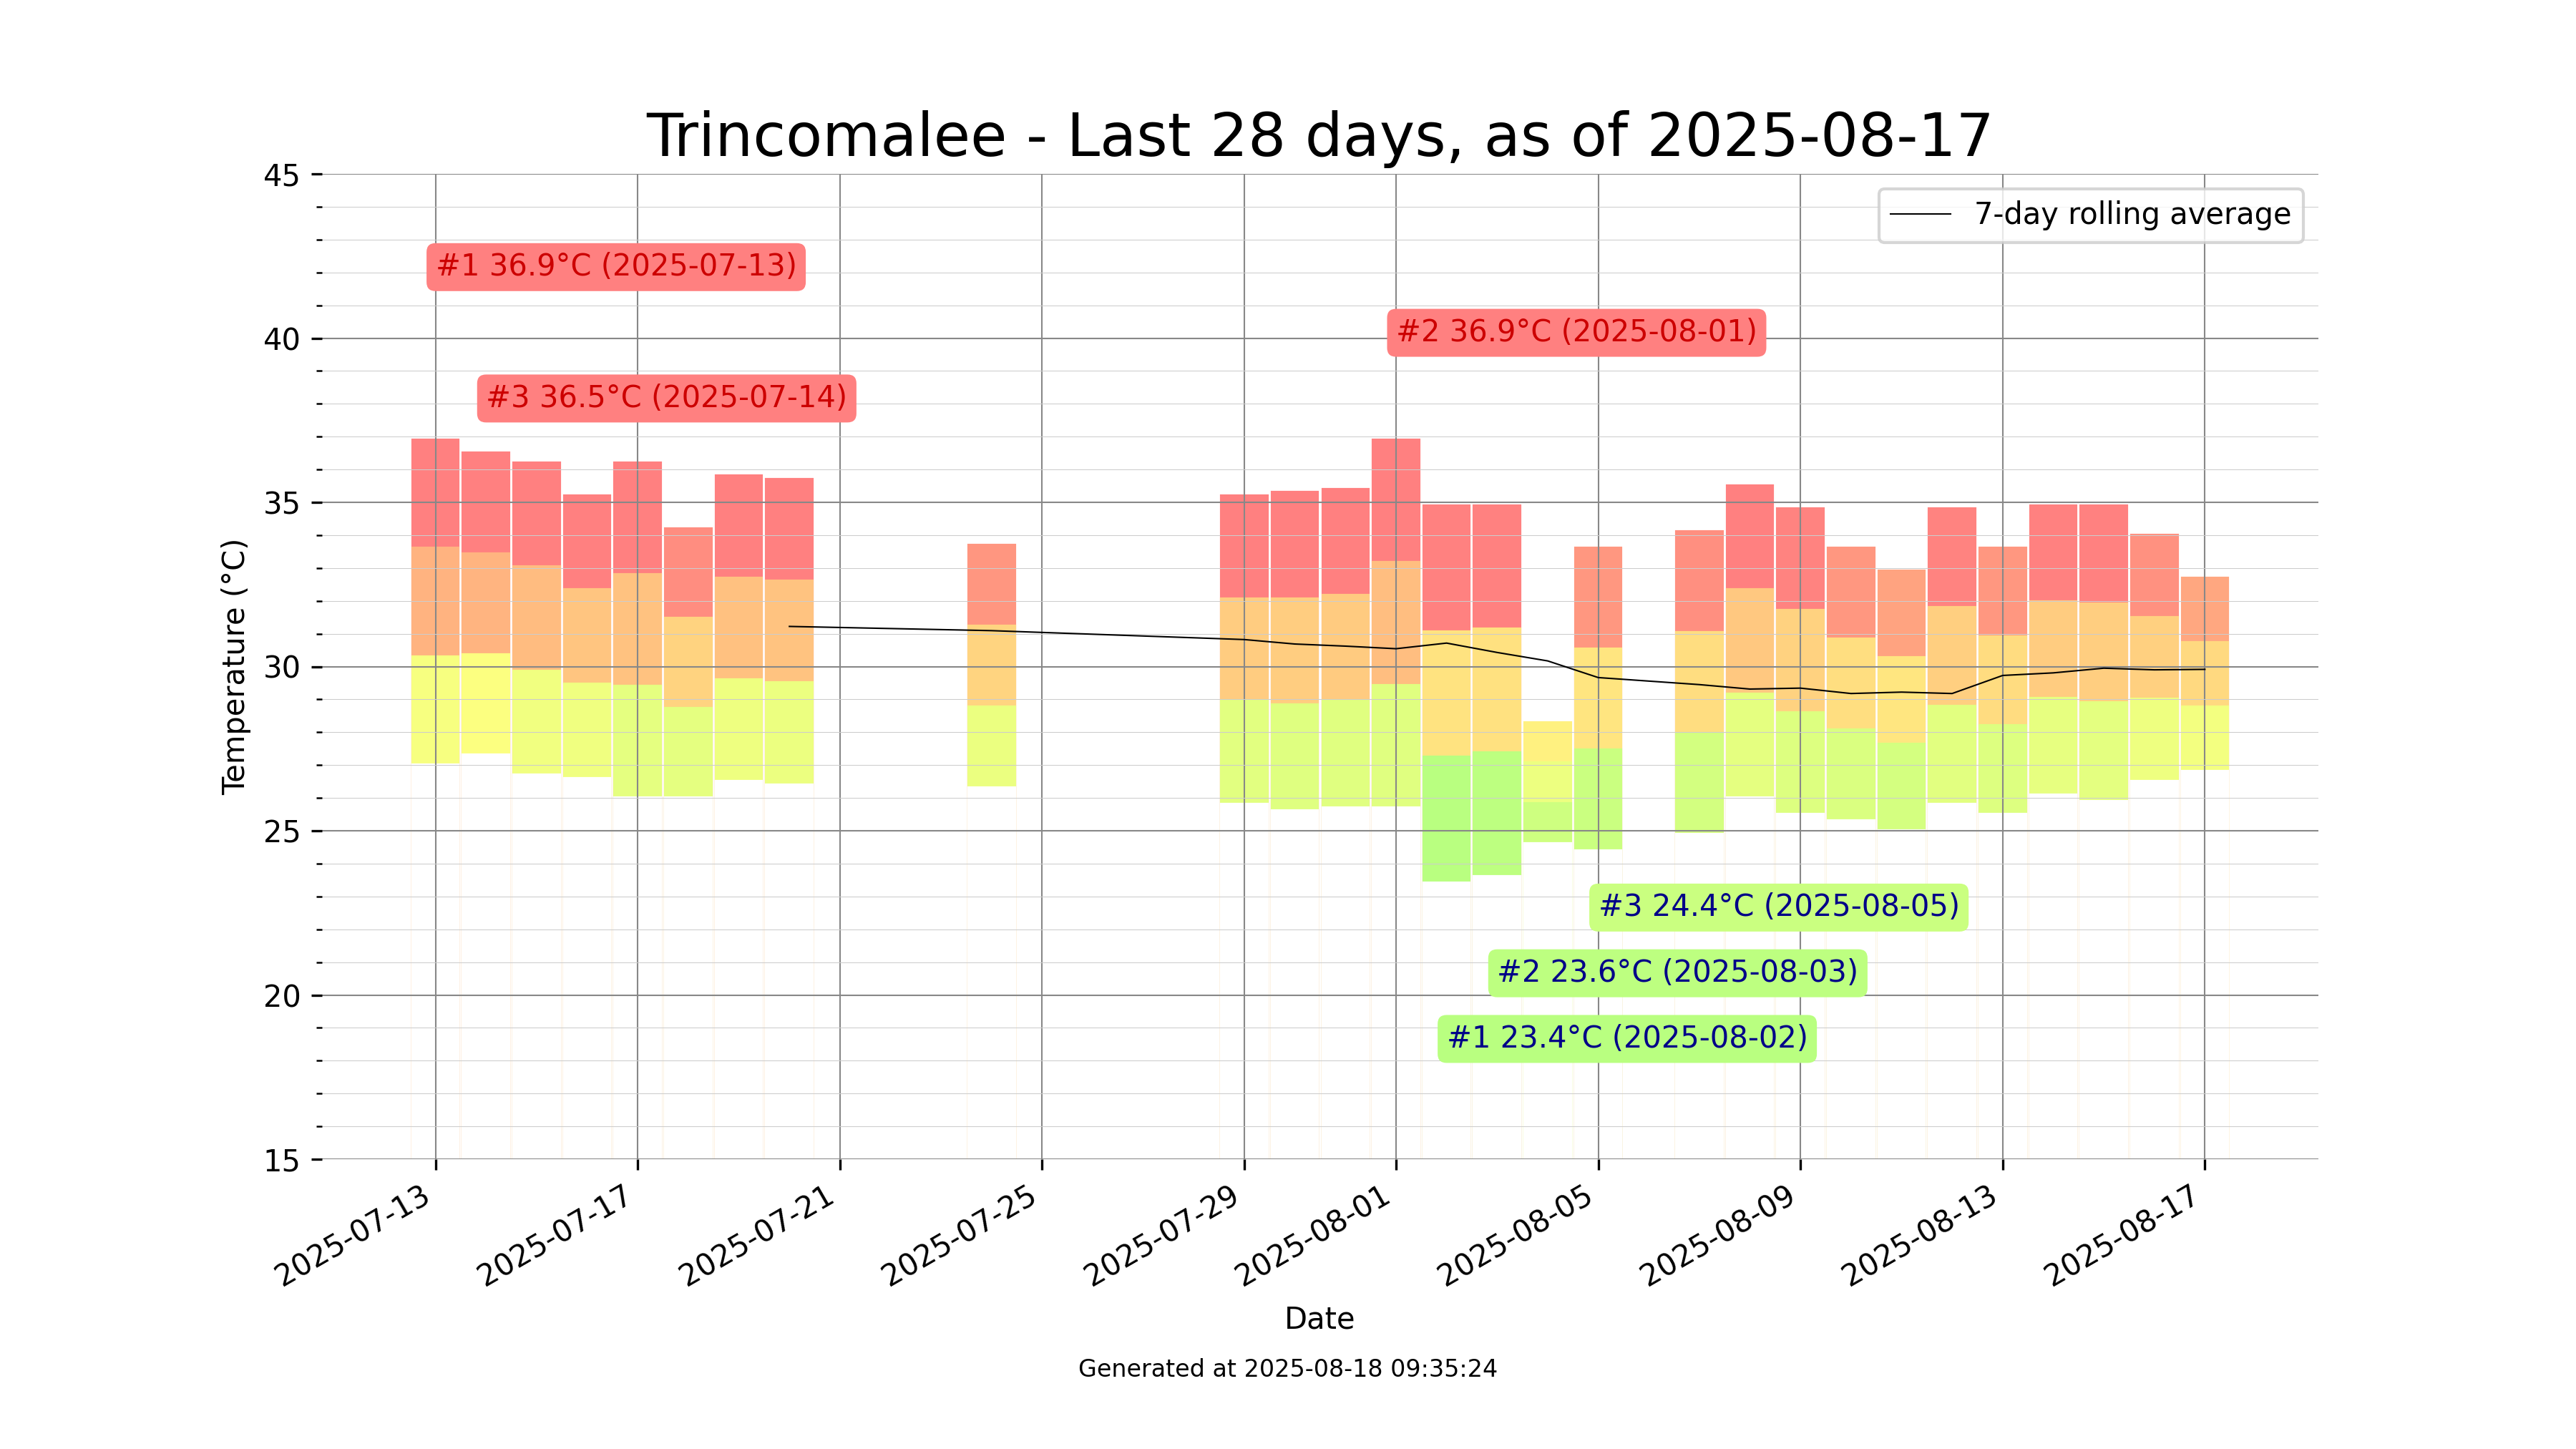 Trincomalee - Last 28 days, as of 2025-08-17
7-day rolling average
#1 36.9°C (2025-07-13)
#2 36.9°C (2025-08-01)
#3 36.5°C (2025-07-14)
#3 24.4°C (2025-08-05)
#2 23.6°C (2025-08-03)
#1 23.4°C (2025-08-02)
Temperature (°C)
45
40
35
30
25
20
15
2025-07-13
2025-07-17
2025-07-21
2025-07-25
2025-07-29
2025-08-01
2025-08-05
2025-08-09
2025-08-13
2025-08-17
Date
Generated at 2025-08-18 09:35:24